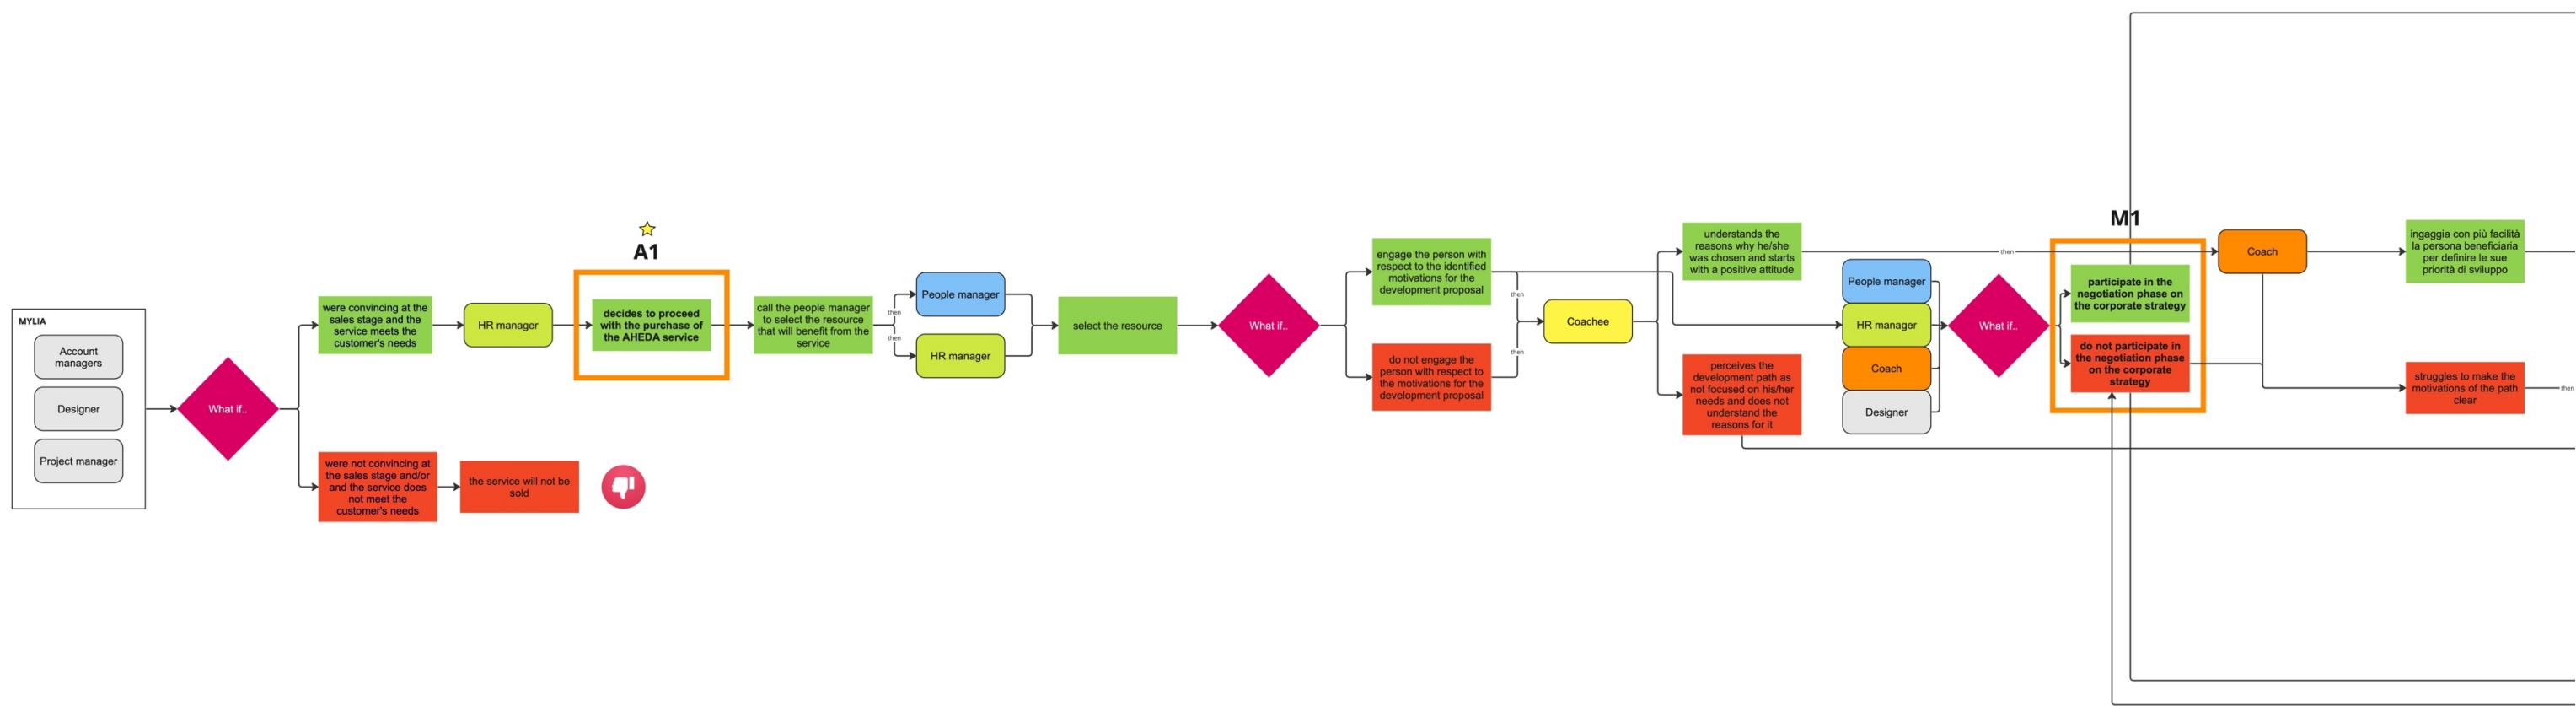 MYLIA
Account
managers
Designer
Project manager
What if..
were convincing at the
sales stage and the
service meets the
customer's needs
were not convincing at
the sales stage and/or
and the service does
not meet the
customer's needs
HR manager
the service will not be
sold
A1
decides to proceed
with the purchase of
the AHEDA service
call the people manager
to select the resource
that will benefit from the
service
then
then
People manager
HR manager
select the resource
What if..
engage the person with
respect to the identified
motivations for the
development proposal
do not engage the
person with respect to
the motivations for the
development proposal
then
then
Coachee
understands the
reasons why he/she
was chosen and starts
with a positive attitude
perceives the
development path as
not focused on his/her
needs and does not
understand the
reasons for it
then
People manager
HR manager
Coach
Designer
What if..
M1
participate in the
negotiation phase on
the corporate strategy
do not participate in
the negotiation phase
on the corporate
strategy
Coach
ingaggia con più facilità
la persona beneficiaria
per definire le sue
priorità di sviluppo
struggles to make the
motivations of the path
clear
then